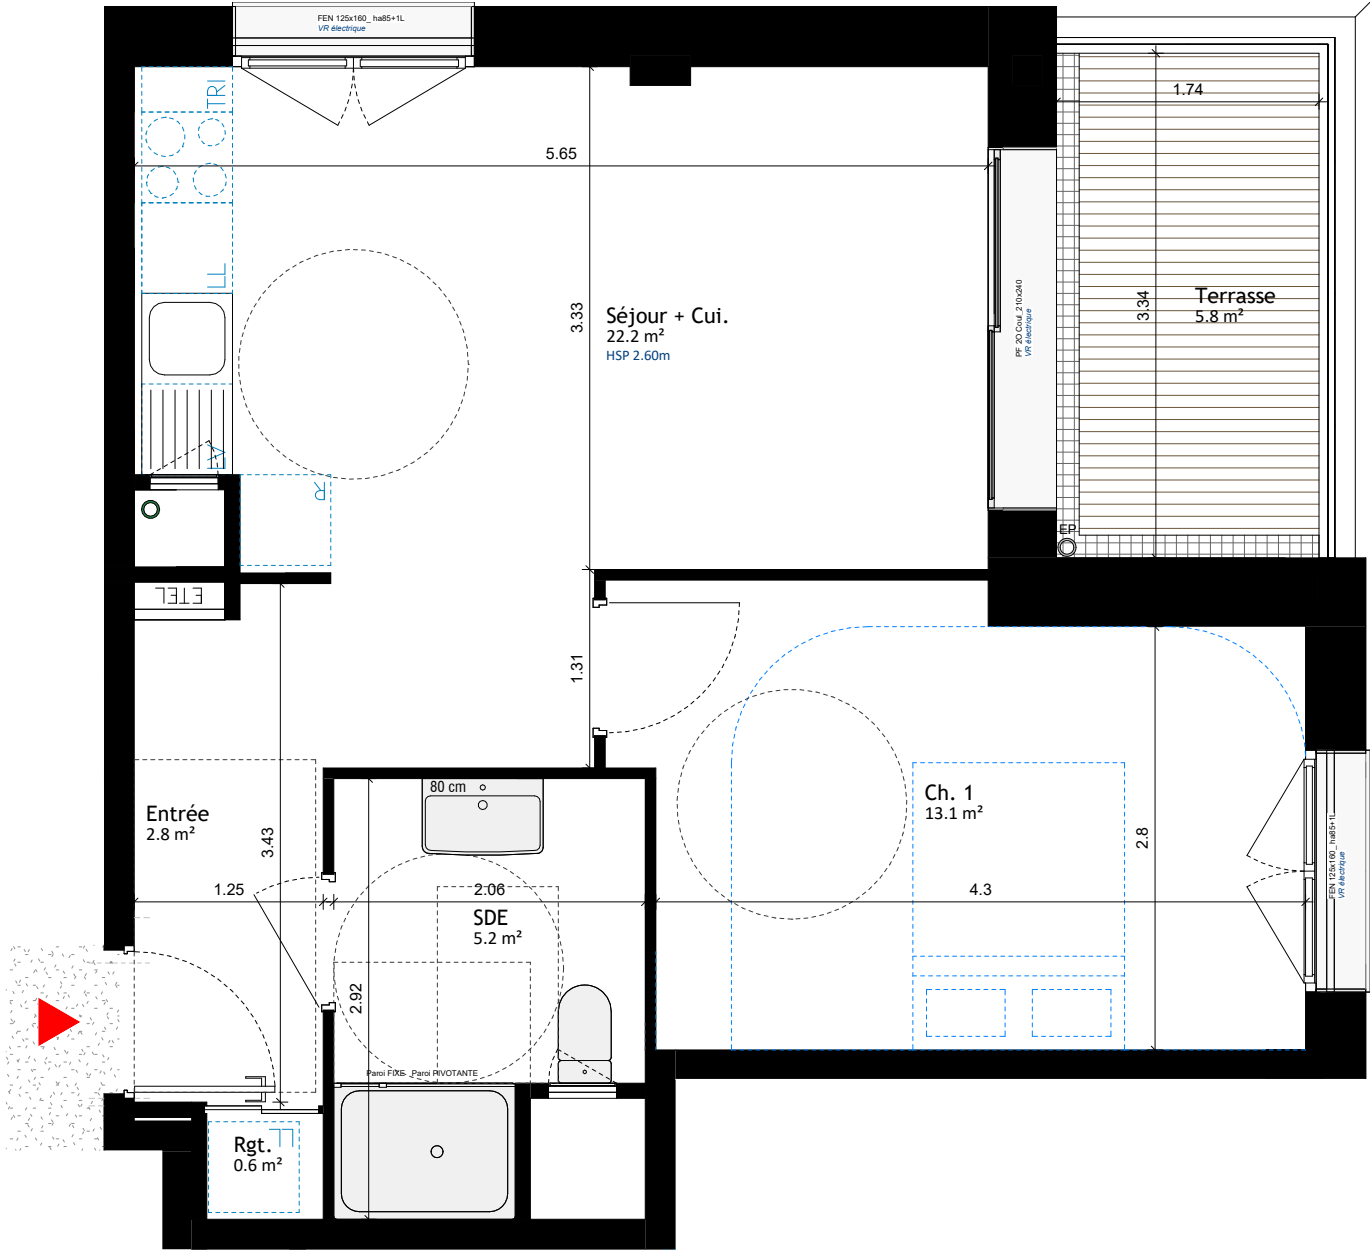 FEN 125x160_ ha85+1L
VR électrique
TRI
1.74
5.65
LL
3.33
Séjour + Cui.
22.2 m²
HSP 2.60m
PF 2O Coul_210x240
VR électrique
3.34
Terrasse
5.8 m²
LV
R
EP
ETEL
1.31
80 cm
Entrée
2.8 m²
3.43
Ch. 1
13.1 m²
2.8
FEN 125x160_ ha85+1L
VR électrique
1.25
2.06
4.3
SDE
5.2 m²
2.92
Paroi FIXE
Paroi PIVOTANTE
Rgt.
0.6 m²
LL